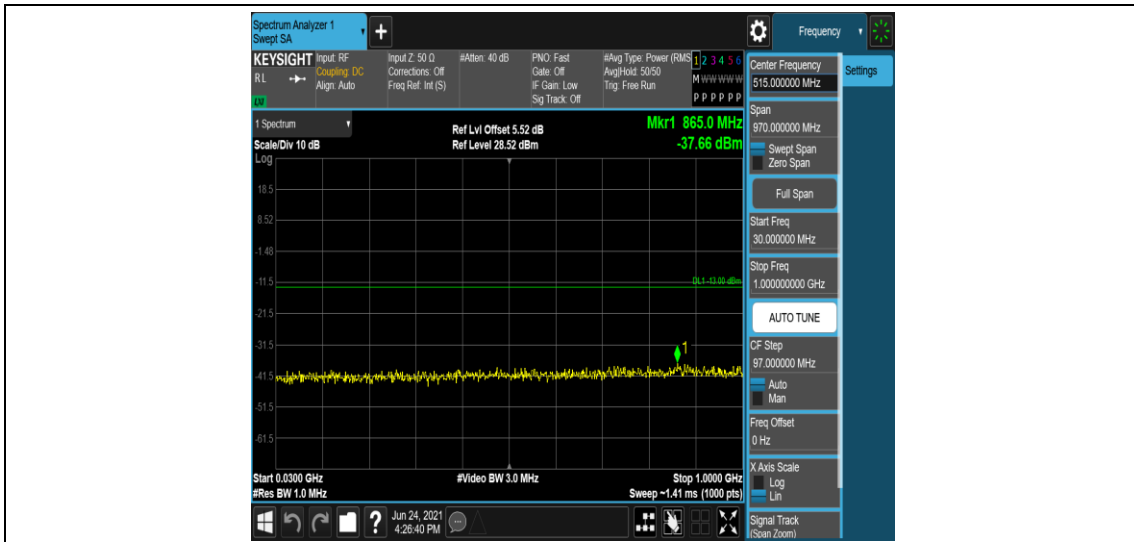 Spectrum Analyzer 1
Swept SA
Frequency
KEYSIGHT
RL
LXI
Input: RF
Coupling: DC
Align: Auto
Input Z: 50 Ω
Corrections: Off
Freq Ref: Int (S)
#Atten: 40 dB
PNO: Fast
Gate: Off
IF Gain: Low
Sig Track: Off
#Avg Type: Power (RMS
Avg|Hold: 50/50
Trig: Free Run
1 2 3 4 5 6
M W W W W W
P P P P P P
1 Spectrum
Scale/Div 10 dB
Ref Lvl Offset 5.52 dB
Ref Level 28.52 dBm
Mkr1 865.0 MHz
-37.66 dBm
Log
18.5
8.52
-1.48
-11.5
DL1 -13.00 dBm
-21.5
-31.5
1
-41.5
-51.5
-61.5
Start 0.0300 GHz
#Res BW 1.0 MHz
#Video BW 3.0 MHz
Stop 1.0000 GHz
Sweep ~1.41 ms (1000 pts)
Jun 24, 2021
4:26:40 PM
Center Frequency
515.000000 MHz
Settings
Span
970.000000 MHz
Swept Span
Zero Span
Full Span
Start Freq
30.000000 MHz
Stop Freq
1.000000000 GHz
AUTO TUNE
CF Step
97.000000 MHz
Auto
Man
Freq Offset
0 Hz
X Axis Scale
Log
Lin
Signal Track
(Span Zoom)